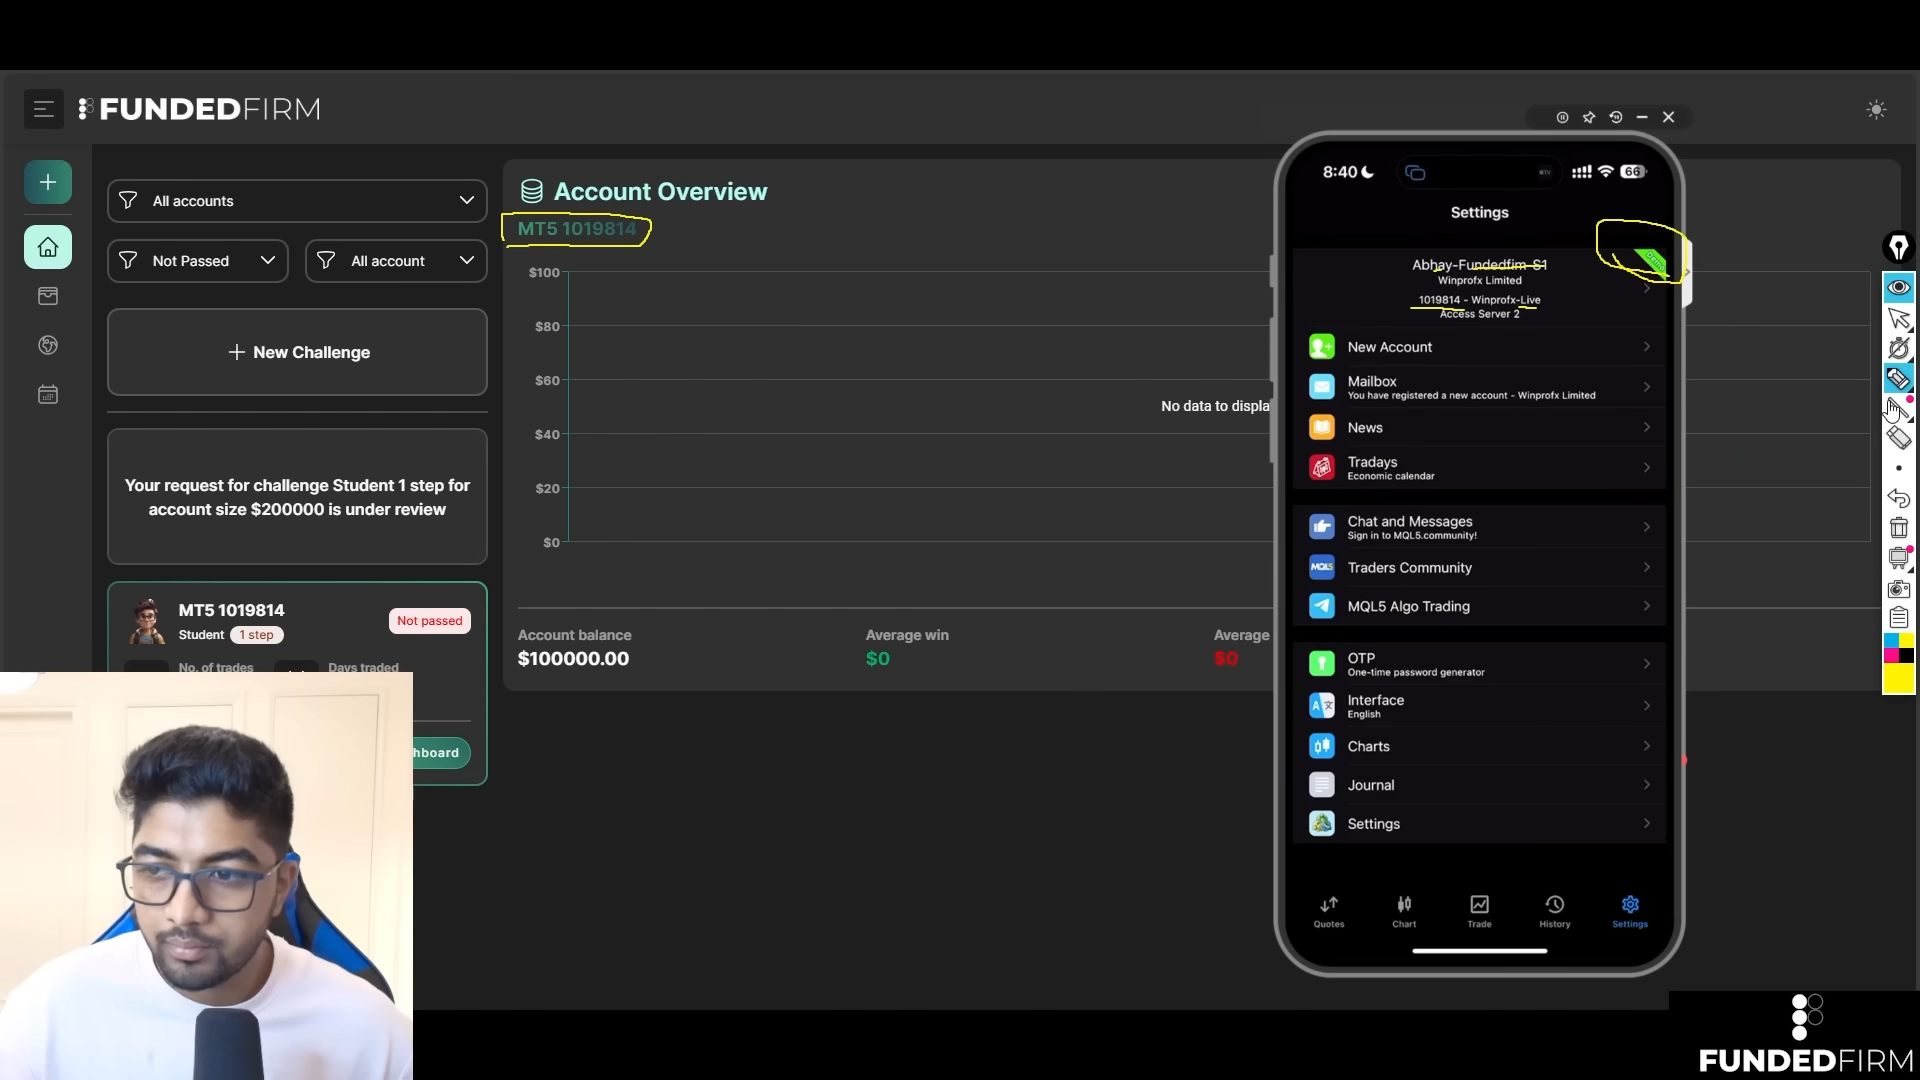 FUNDEDFIRM
All accounts
Not Passed
All account
New Challenge
Your request for challenge Student 1 step for
account size $200000 is under review
MT5 1019814
Student
1 step
Not passed
No. of trades
Days traded
hboard
Account Overview
MT5 1019814
$100
$80
$60
$40
$20
$0
No data to displa
Account balance
$100000.00
Average win
$0
Average
$0
8:40
66
Settings
Demo
Abhay-Fundedfim-S1
Winprofx Limited
1019814 - Winprofx-Live
Access Server 2
New Account
Mailbox
You have registered a new account - Winprofx Limited
News
Tradays
Economic calendar
Chat and Messages
Sign in to MQL5.community!
MQL5
Traders Community
MQL5 Algo Trading
OTP
One-time password generator
Interface
English
Charts
Journal
Settings
Quotes
Chart
Trade
History
Settings
FUNDEDFIRM